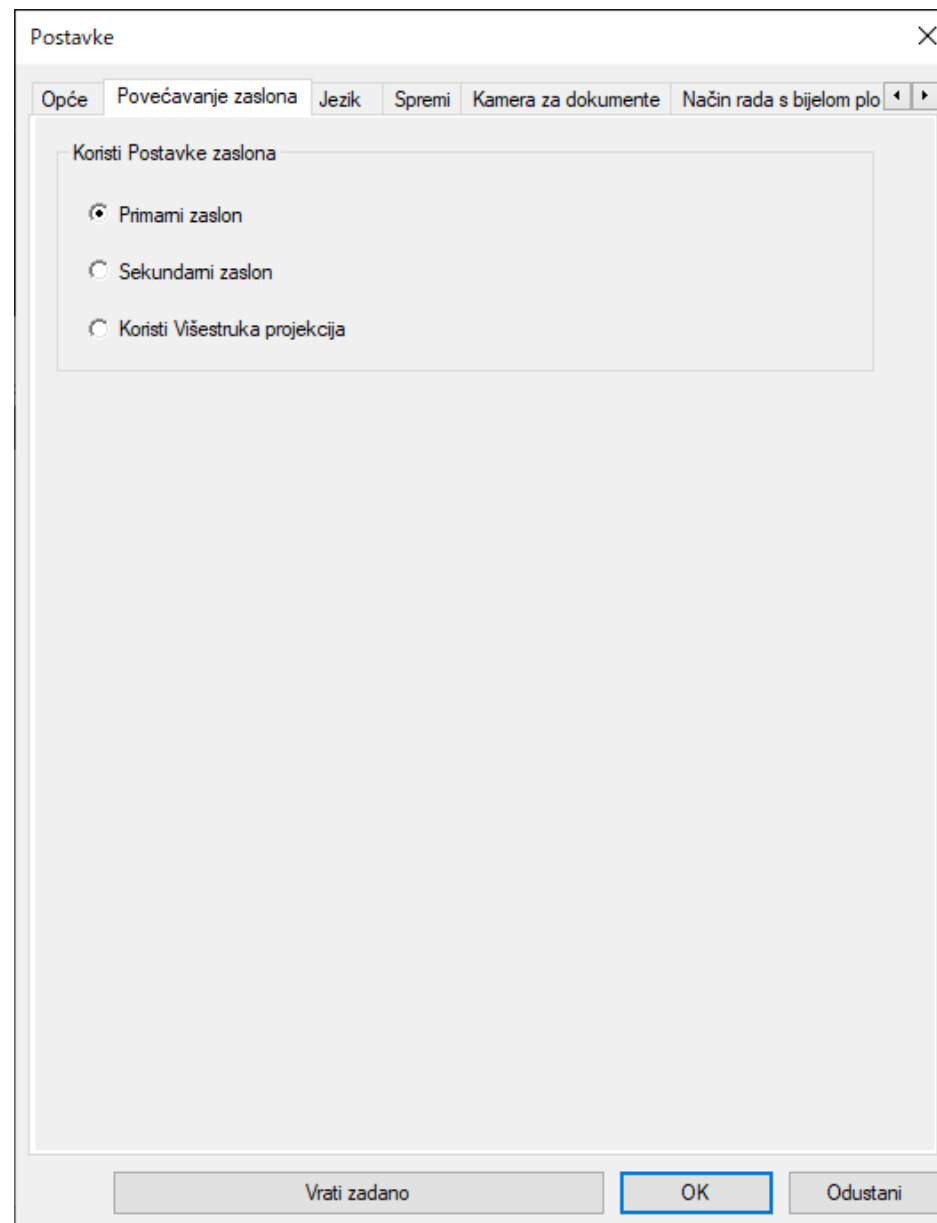 Postavke
Opće Povećavanje zaslona Jezik Spremi Kamera za dokumente Način rada s bijelom plo
Koristi Postavke zaslona
Primarni zaslon
Sekundarni zaslon
Koristi Višestruka projekcija
Vrati zadano OK Odustani